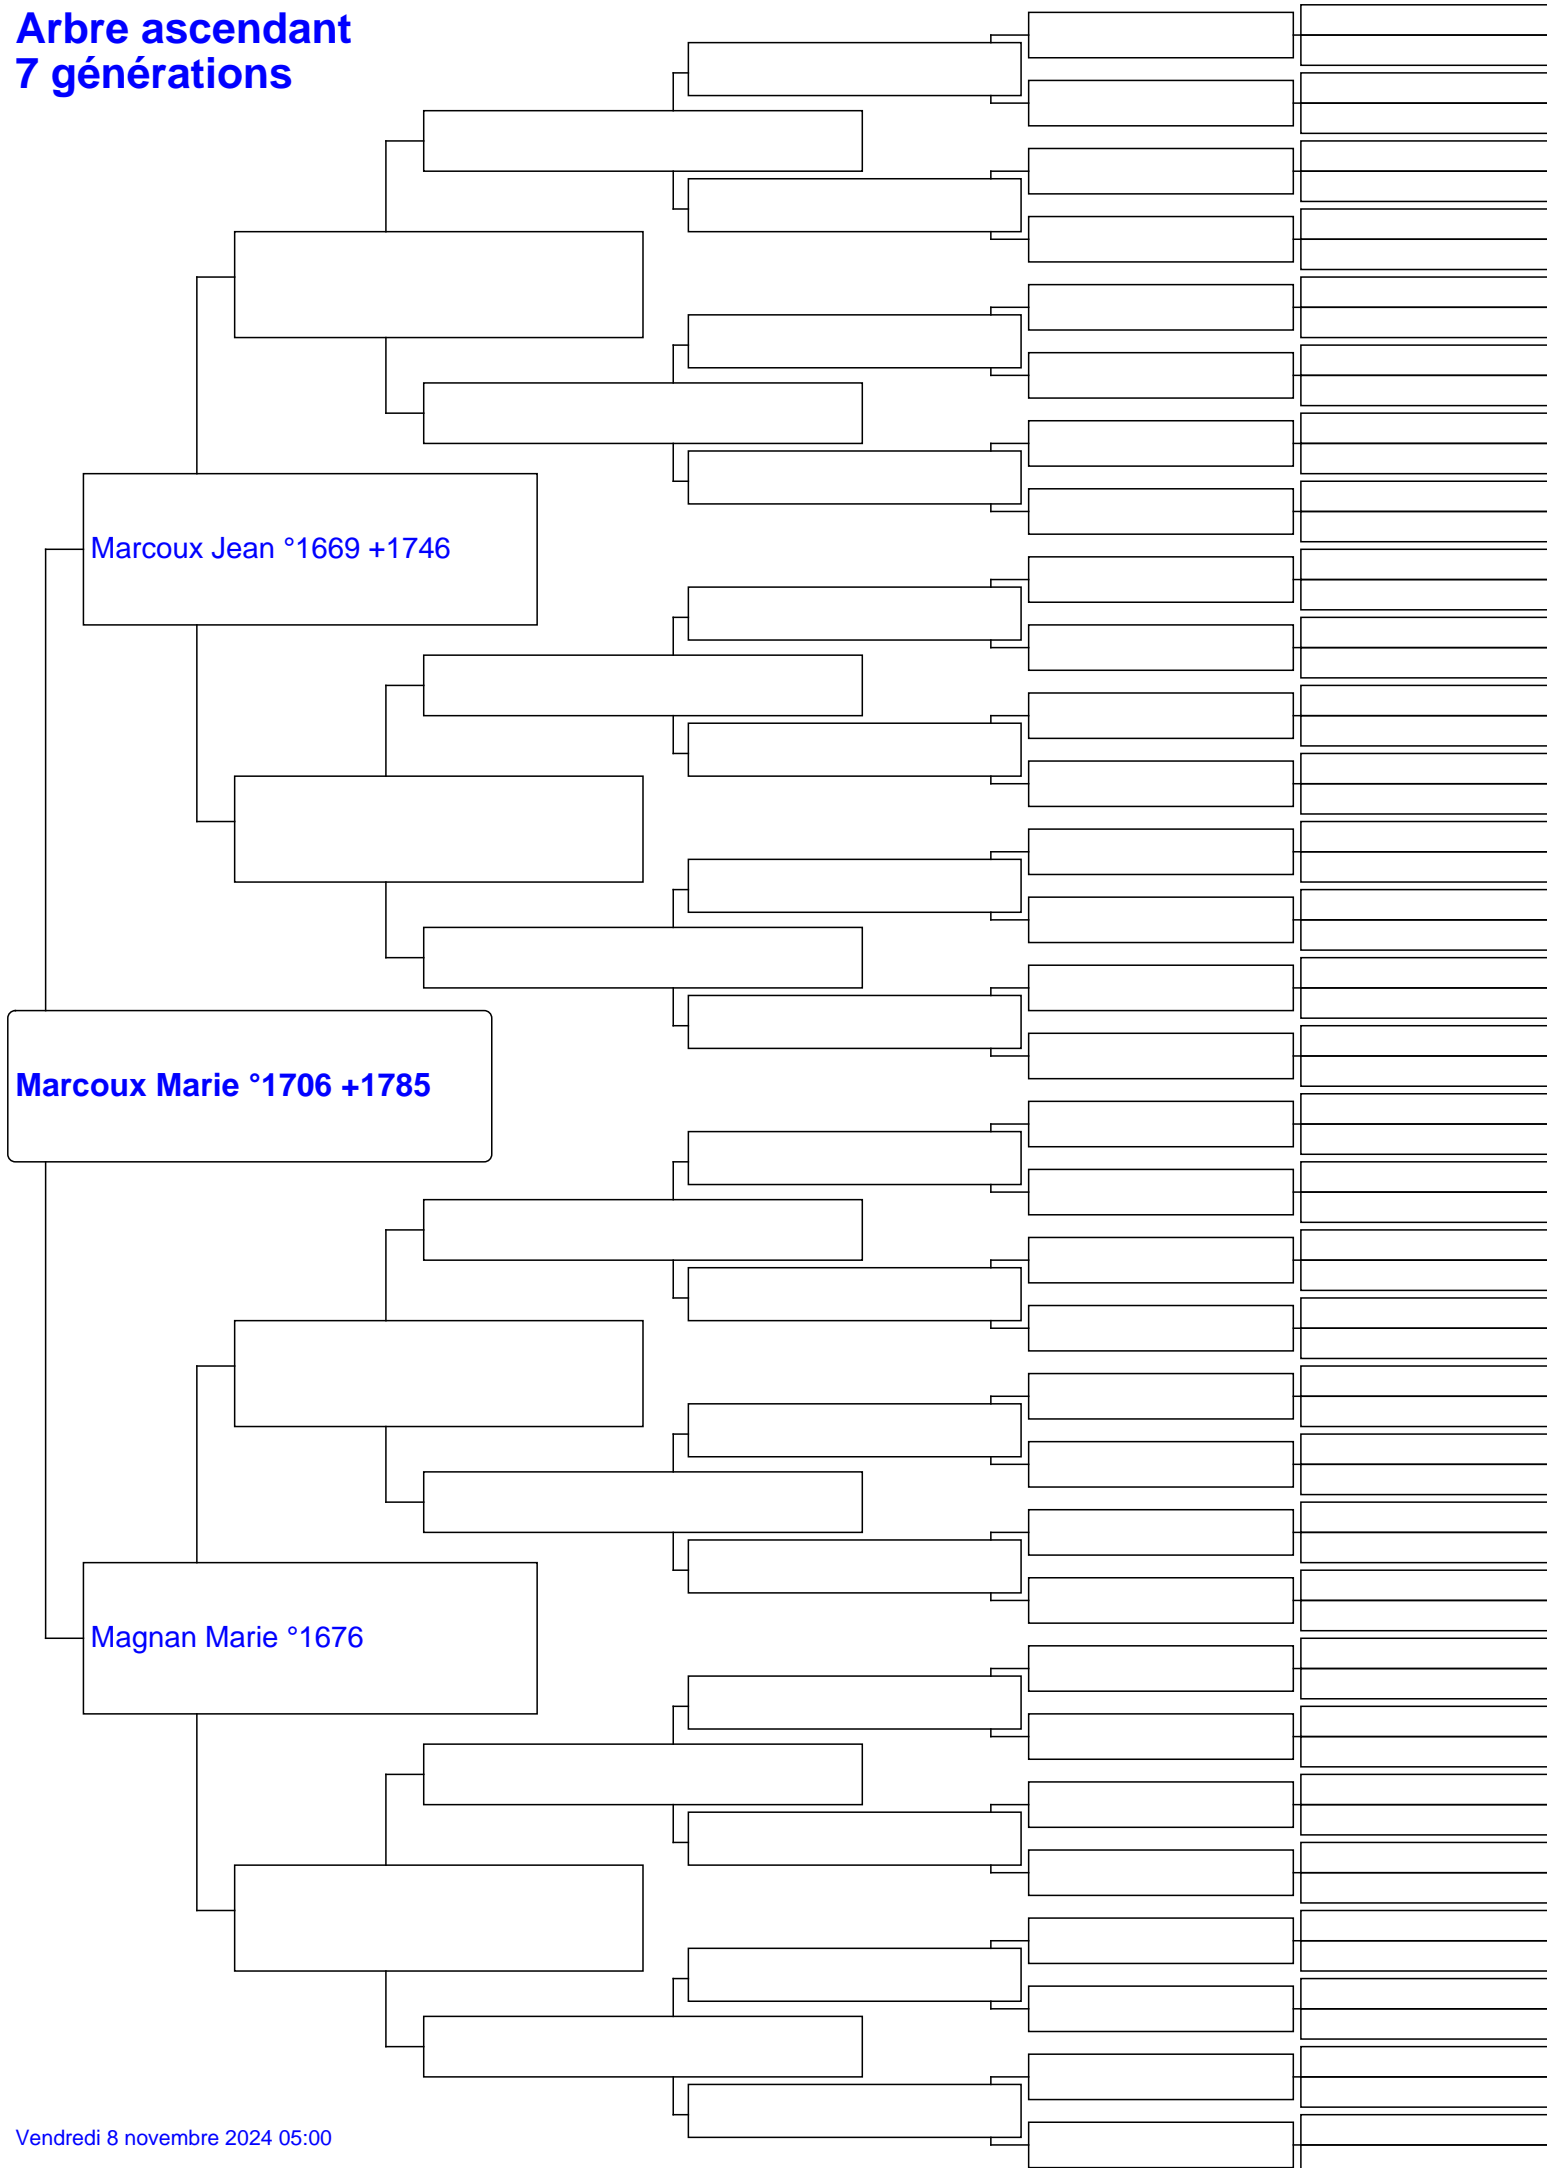 Arbre ascendant
7 générations
Marcoux Jean °1669 +1746
Marcoux Marie °1706 +1785
Magnan Marie °1676
Vendredi 8 novembre 2024 05:00